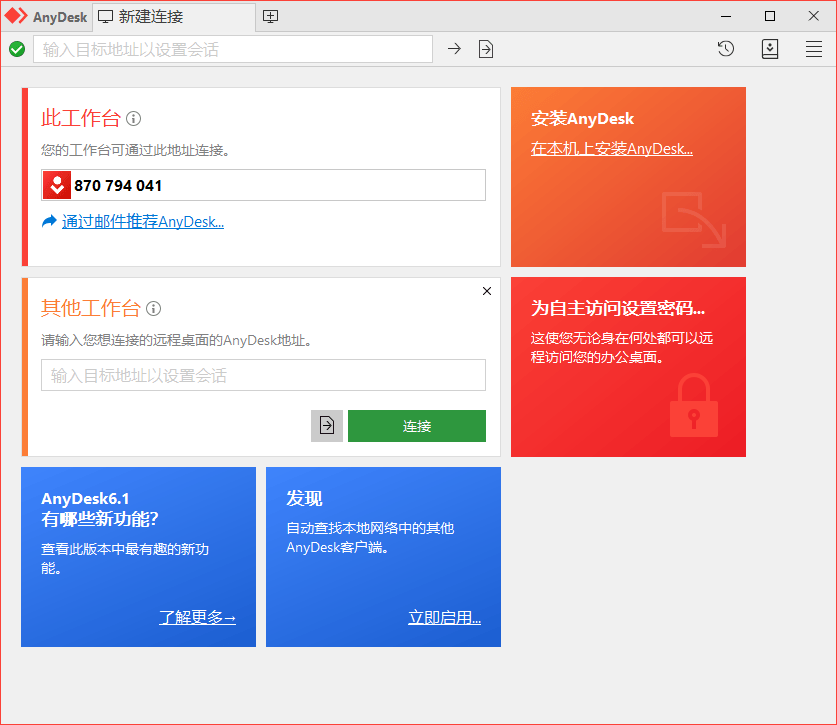 AnyDesk
新建连接
输入目标地址以设置会话
此工作台
您的工作台可通过此地址连接。
870 794 041
通过邮件推荐AnyDesk...
安装AnyDesk
在本机上安装AnyDesk...
其他工作台
请输入您想连接的远程桌面的AnyDesk地址。
输入目标地址以设置会话
连接
为自主访问设置密码...
这使您无论身在何处都可以远
程访问您的办公桌面。
AnyDesk6.1
有哪些新功能?
查看此版本中最有趣的新功
能。
了解更多→
发现
自动查找本地网络中的其他
AnyDesk客户端。
立即启用...